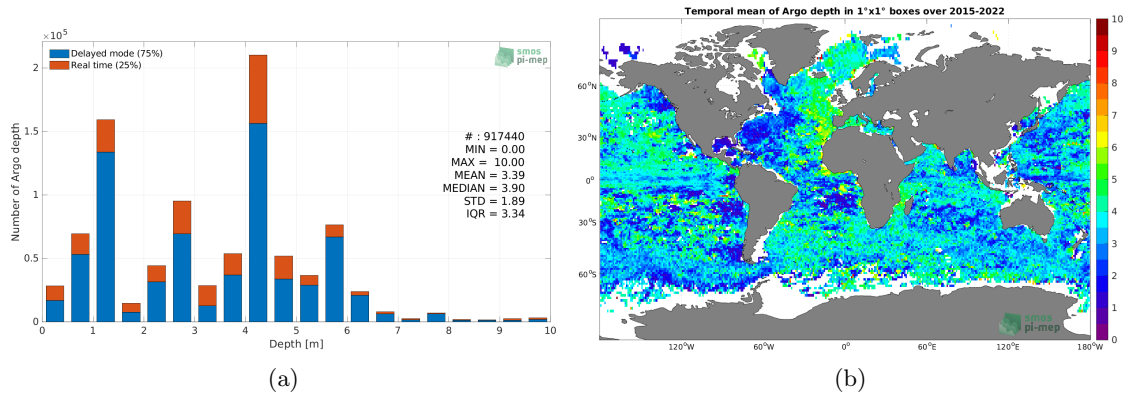 ×10⁵
Delayed mode (75%)
Real time (25%)
smos
pi-mep
2
1.5
1
0.5
0
Number of Argo depth
# : 917440
MIN = 0.00
MAX = 10.00
MEAN = 3.39
MEDIAN = 3.90
STD = 1.89
IQR = 3.34
0 1 2 3 4 5 6 7 8 9 10
Depth [m]
(a)
Temporal mean of Argo depth in 1°x1° boxes over 2015-2022
60°N
30°N
0°
30°S
60°S
120°W 60°W 0° 60°E 120°E 180°W
smos
pi-mep
10
9
8
7
6
5
4
3
2
1
0
(b)